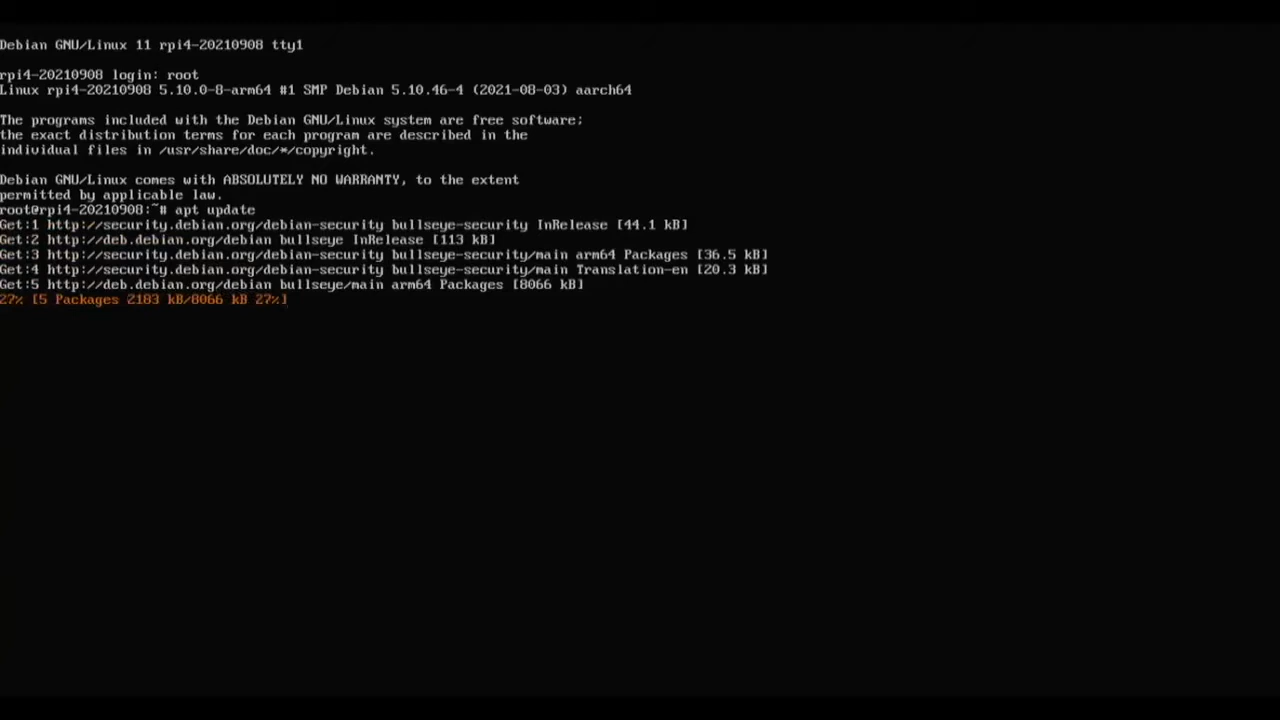 Debian GNU/Linux 11 rpi4-20210908 tty1
rpi4-20210908 login: root
Linux rpi4-20210908 5.10.0-8-arm64 #1 SMP Debian 5.10.46-4 (2021-08-03) aarch64
The programs included with the Debian GNU/Linux system are free software;
the exact distribution terms for each program are described in the
individual files in /usr/share/doc/*/copyright.
Debian GNU/Linux comes with ABSOLUTELY NO WARRANTY, to the extent
permitted by applicable law.
root@rpi4-20210908:~# apt update
Get:1 http://security.debian.org/debian-security bullseye-security InRelease [44.1 kB]
Get:2 http://deb.debian.org/debian bullseye InRelease [113 kB]
Get:3 http://security.debian.org/debian-security bullseye-security/main arm64 Packages [36.5 kB]
Get:4 http://security.debian.org/debian-security bullseye-security/main Translation-en [20.3 kB]
Get:5 http://deb.debian.org/debian bullseye/main arm64 Packages [8066 kB]
27% [5 Packages 2183 kB/8066 kB 27%]